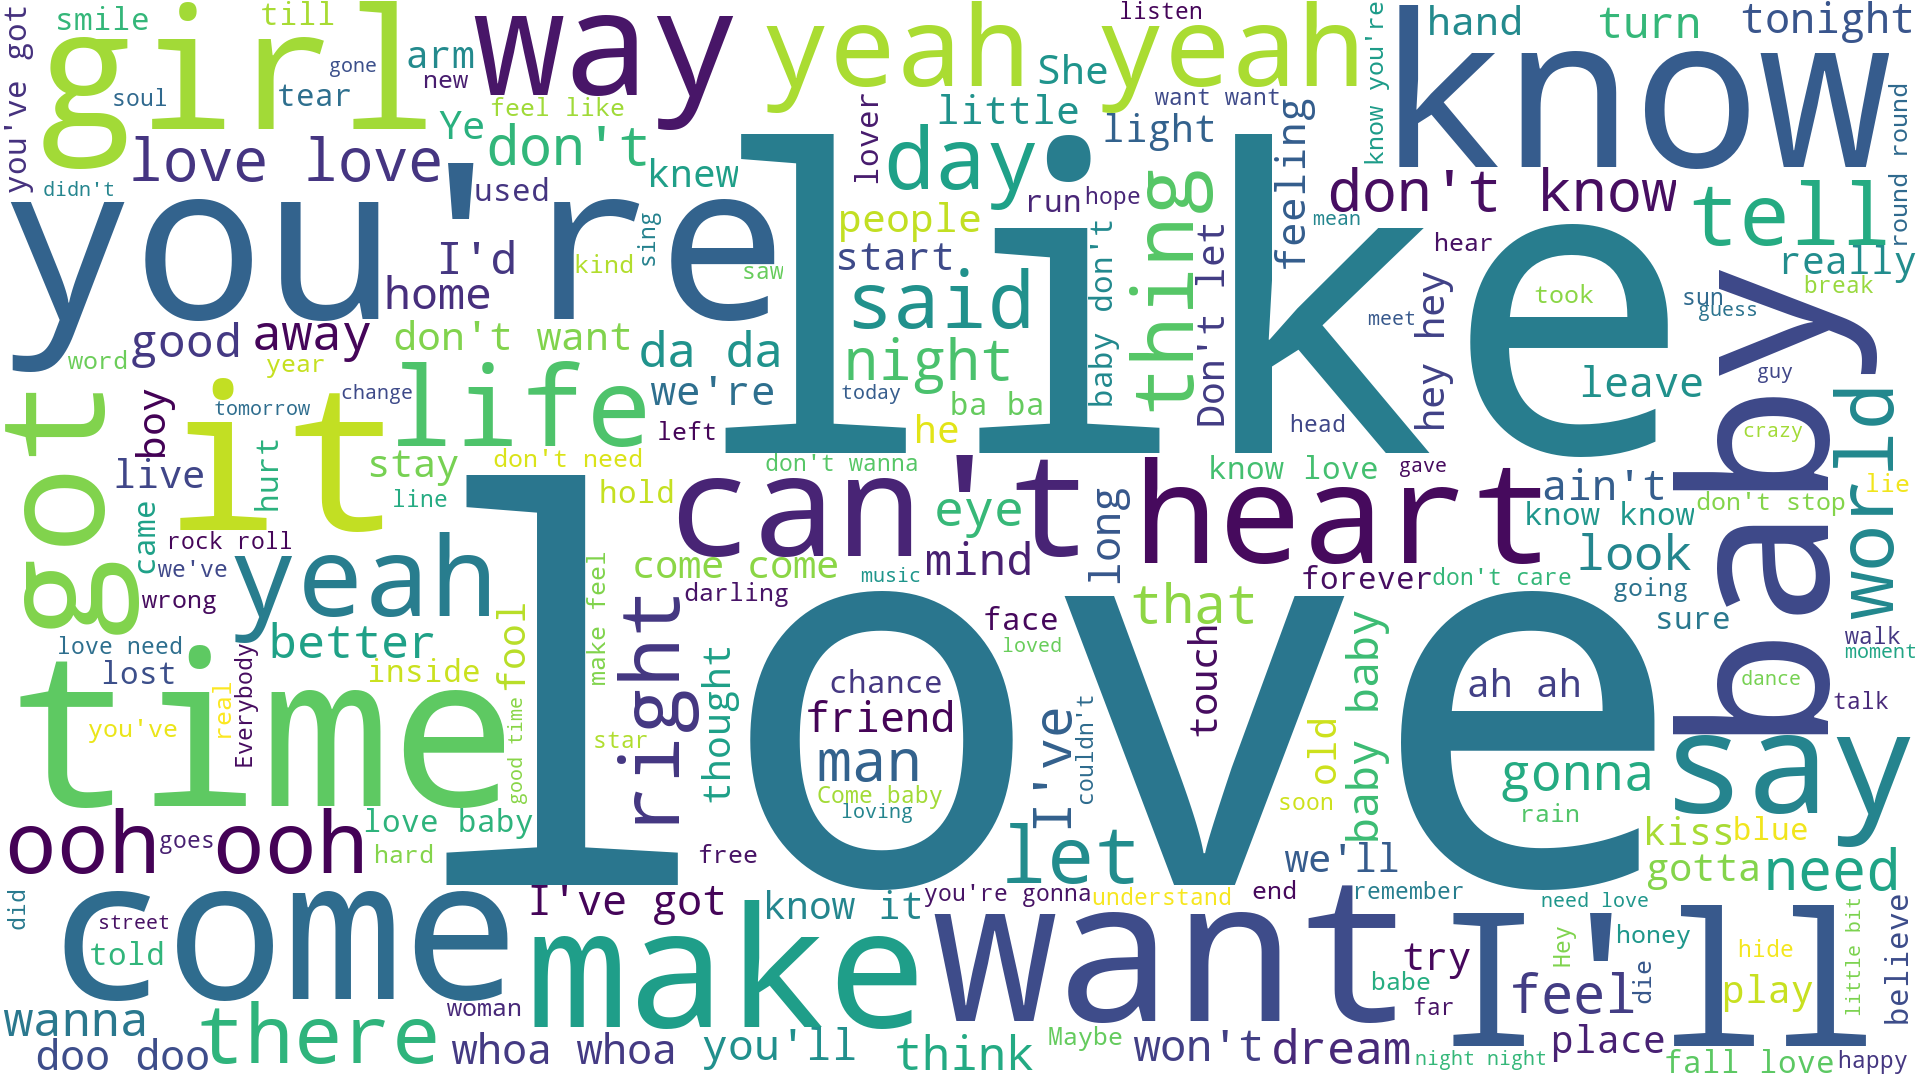 you've got
smile
till
girl
arm
gone
new
soul
tear
way
yeah yeah
listen
She
know you're
hand
turn
tonight
know
feel like
little
want want
Ye
don't
love love
knew
used
didn't
lover
day
light
feeling
run
hope
thing
don't know
mean
tell
round round
you're
I'd
sing
kind
saw
people
start
like
hear
really
home
said
baby don't
Don't let
hey hey
took
sun
guess
break
meet
good
away
don't want
da da
night
word
year
we're
today
guy
change
tomorrow
boy
life
ba ba
leave
baby
world
got
it
left
he
head
crazy
live
hurt
stay
don't need
don't wanna
know love
gave
ain't
lie
line
hold
can't
eye
heart
don't stop
came
long
know know
rock roll
yeah
mind
look
we've
come come
music
forever
don't care
wrong
make feel
darling
that
going
better
fool
right
face
sure
love need
loved
walk
moment
lost
inside
Everybody
real
thought
chance
touch
ah ah
dance
time
friend
love
baby baby
talk
you've
good time
star
man
I've
couldn't
old
say
Come baby
gonna
loving
soon
rain
ooh ooh
goes
love baby
let
kiss
blue
hard
free
we'll
gotta
need
did
come
I've got
know it
you're gonna
understand
end
remember
need love
street
make
want
I'll
little bit
believe
told
try
Hey
honey
hide
babe
die
feel
play
woman
far
wanna
there
doo doo
whoa whoa
you'll
think
Maybe
won't
dream
place
night night
fall love
happy